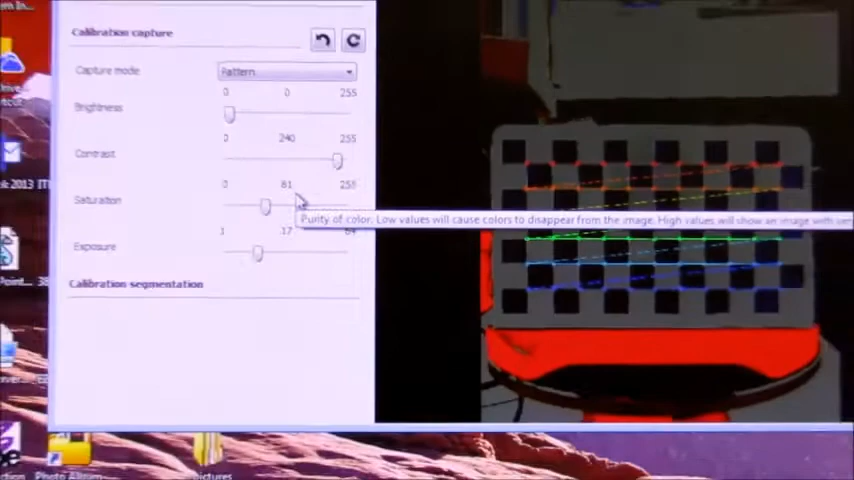 Calibration capture
Capture mode
Pattern
0 0 255
Brightness
0 240 255
Contrast
0 81 255
Saturation
Purity of color. Low values will cause colors to disappear from the image. High values will show an image with
1 17 64
Exposure
Calibration segmentation
Photo Album
pictures